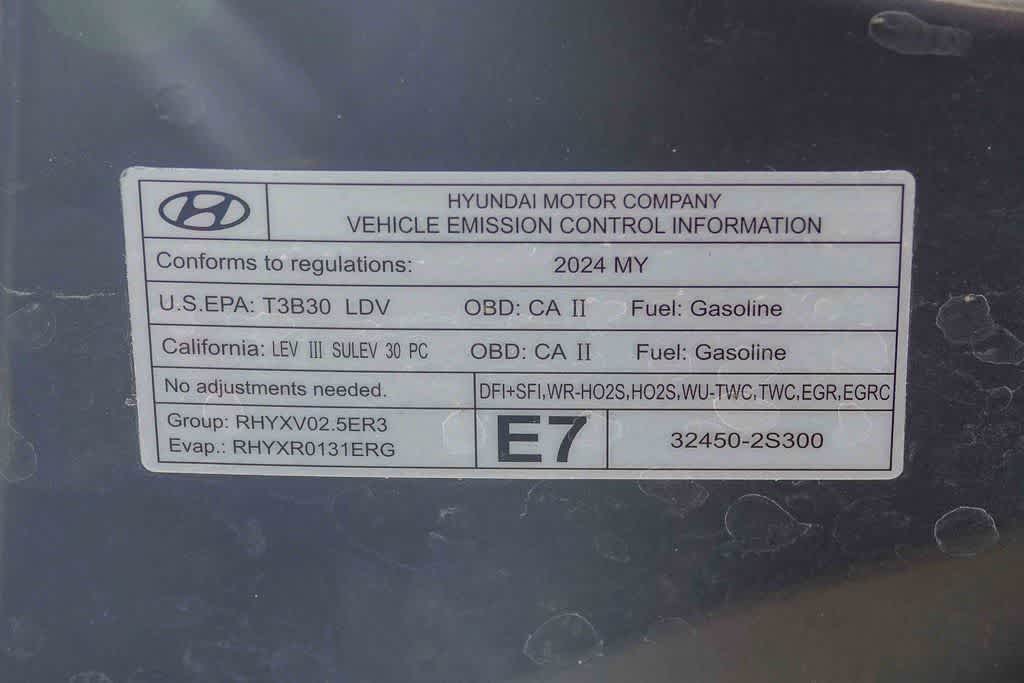 HYUNDAI MOTOR COMPANY
VEHICLE EMISSION CONTROL INFORMATION
Conforms to regulations: 2024 MY
U.S.EPA: T3B30 LDV OBD: CA II Fuel: Gasoline
California: LEV III SULEV 30 PC OBD: CA II Fuel: Gasoline
No adjustments needed. DFI+SFI,WR-HO2S,HO2S,WU-TWC,TWC,EGR,EGRC
Group: RHYXV02.5ER3
Evap.: RHYXR0131ERG
E7
32450-2S300